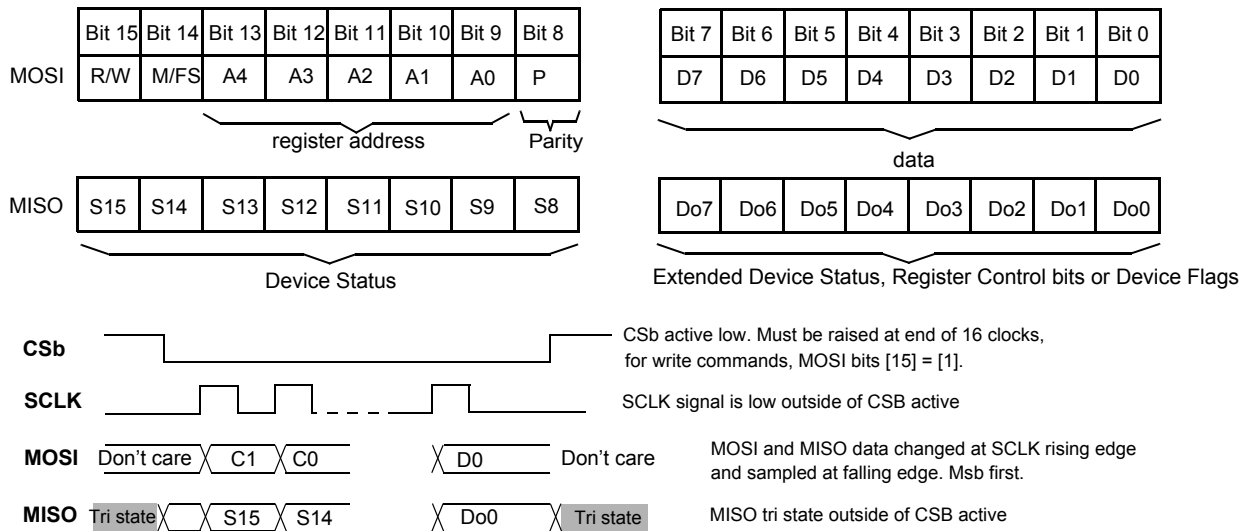 Bit 15 Bit 14 Bit 13 Bit 12 Bit 11 Bit 10 Bit 9 Bit 8 Bit 7 Bit 6 Bit 5 Bit 4 Bit 3 Bit 2 Bit 1 Bit 0
MOSI R/W M/FS A4 A3 A2 A1 A0 P D7 D6 D5 D4 D3 D2 D1 D0
register address Parity data
MISO S15 S14 S13 S12 S11 S10 S9 S8 Do7 Do6 Do5 Do4 Do3 Do2 Do1 Do0
Device Status Extended Device Status, Register Control bits or Device Flags
CSb CSb active low. Must be raised at end of 16 clocks,
for write commands, MOSI bits [15] = [1].
SCLK SCLK signal is low outside of CSB active
MOSI Don't care C1 C0 D0 Don't care MOSI and MISO data changed at SCLK rising edge
and sampled at falling edge. Msb first.
MISO Tri state S15 S14 Do0 Tri state MISO tri state outside of CSB active